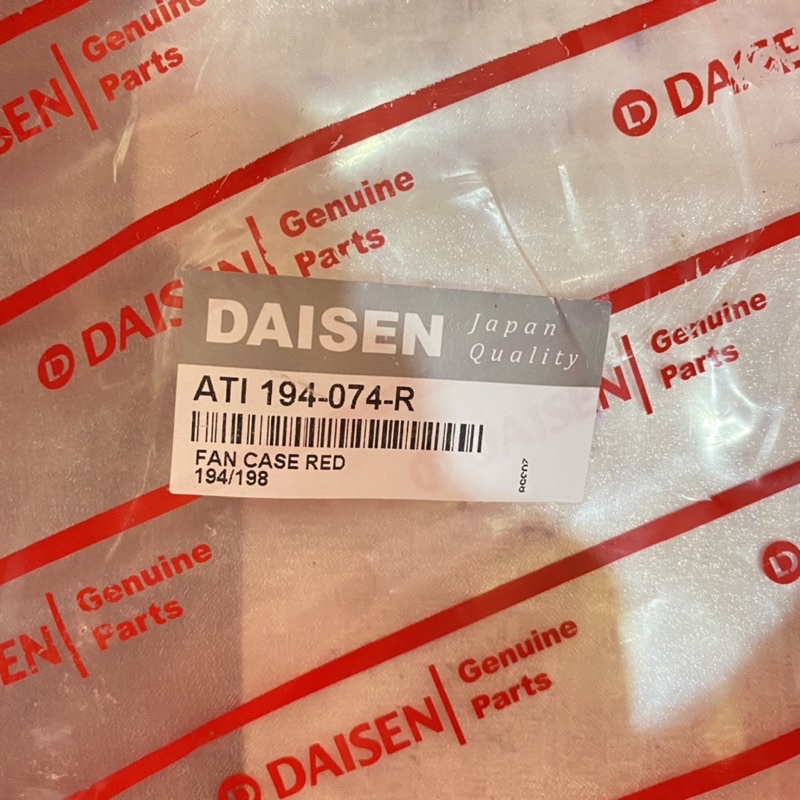 Genuine
Parts
DAISEN
Genuine
Parts
DAISEN
Genuine
Parts
DAISEN Japan
Quality
ATI 194-074-R
FAN CASE RED
194/198
DAISEN
Genuine
Parts
Genuine
Parts
DAISEN
Genuine
Parts